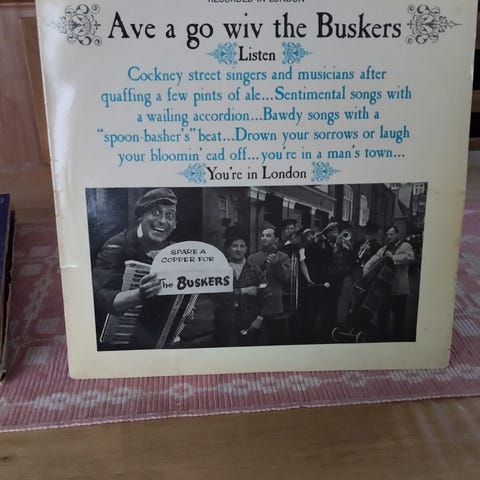 RECORDED IN LONDON
Ave a go wiv the Buskers
Listen
Cockney street singers and musicians after
quaffing a few pints of ale...Sentimental songs with
a wailing accordion...Bawdy songs with a
"spoon-basher's" beat...Drown your sorrows or laugh
your bloomin' ead off...you're in a man's town...
You're in London
SPARE A
COPPER FOR
The BUSKERS